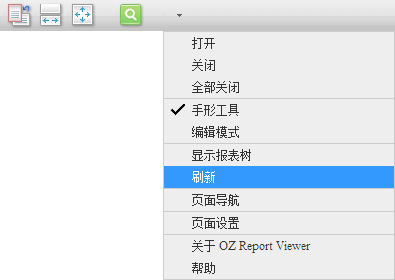 打开
关闭
全部关闭
手形工具
编辑模式
显示报表树
刷新
页面导航
页面设置
关于 OZ Report Viewer
帮助